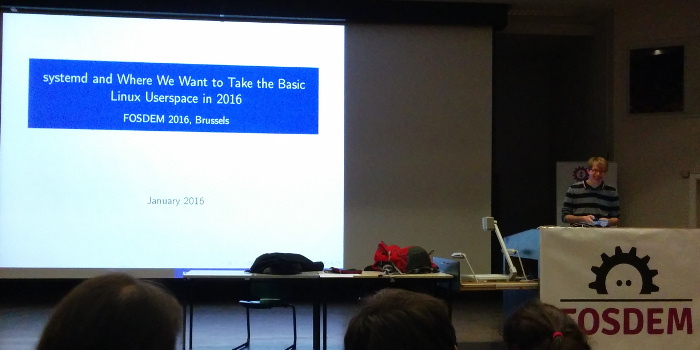 systemd and Where We Want to Take the Basic
Linux Userspace in 2016
FOSDEM 2016, Brussels
January 2016
FOSDEM